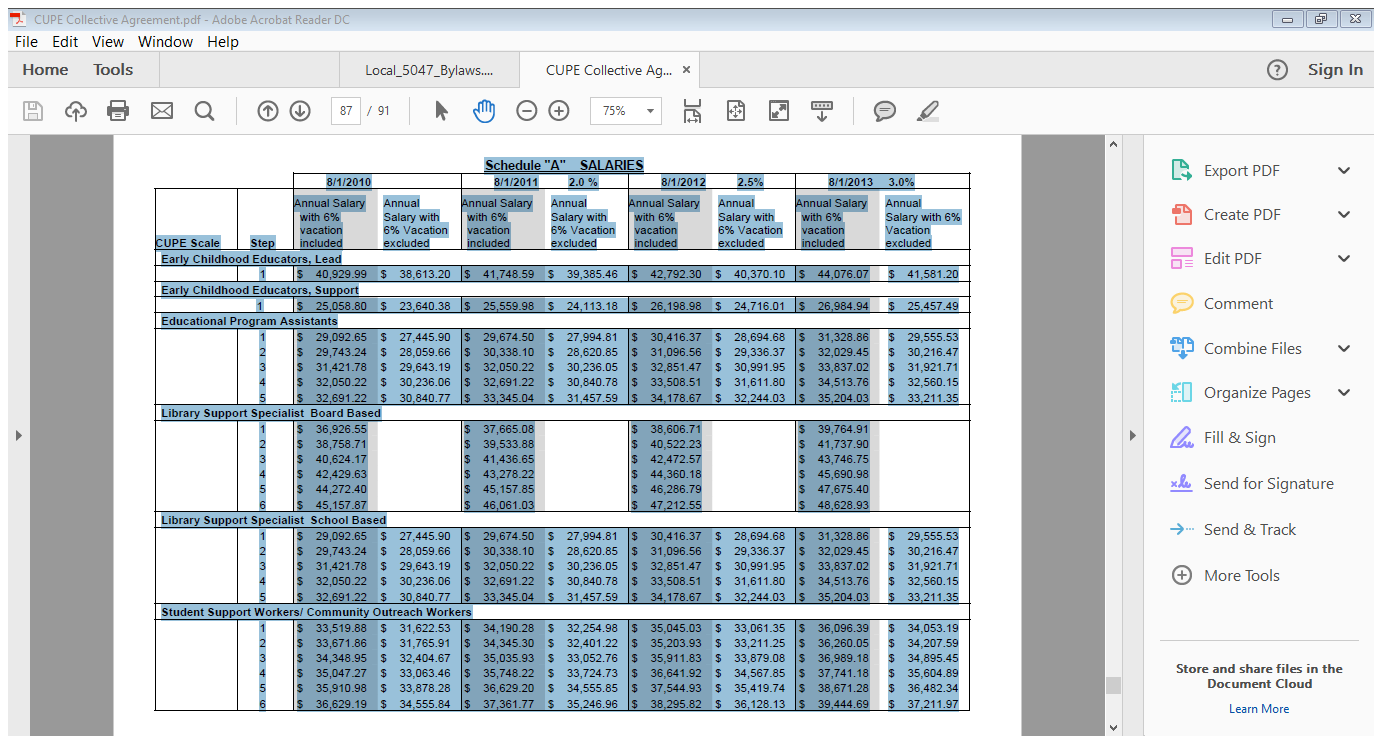 CUPE Collective Agreement.pdf - Adobe Acrobat Reader DC
File Edit View Window Help
Home Tools Local_5047_Bylaws.... CUPE Collective Ag... × ? Sign In
87 / 91 75%
Schedule "A" SALARIES
8/1/2010 8/1/2011 2.0 % 8/1/2012 2.5% 8/1/2013 3.0%
Annual Salary Annual Annual Salary Annual Annual Salary Annual Annual Salary Annual
with 6% Salary with with 6% Salary with with 6% Salary with with 6% Salary with 6%
vacation 6% Vacation vacation 6% Vacation vacation 6% Vacation vacation Vacation
CUPE Scale Step included excluded included excluded included excluded included excluded
Early Childhood Educators, Lead
1 $ 40,929.99 $ 38,613.20 $ 41,748.59 $ 39,385.46 $ 42,792.30 $ 40,370.10 $ 44,076.07 $ 41,581.20
Early Childhood Educators, Support
1 $ 25,058.80 $ 23,640.38 $ 25,559.98 $ 24,113.18 $ 26,198.98 $ 24,716.01 $ 26,984.94 $ 25,457.49
Educational Program Assistants
1 $ 29,092.65 $ 27,445.90 $ 29,674.50 $ 27,994.81 $ 30,416.37 $ 28,694.68 $ 31,328.86 $ 29,555.53
2 $ 29,743.24 $ 28,059.66 $ 30,338.10 $ 28,620.85 $ 31,096.56 $ 29,336.37 $ 32,029.45 $ 30,216.47
3 $ 31,421.78 $ 29,643.19 $ 32,050.22 $ 30,236.05 $ 32,851.47 $ 30,991.95 $ 33,837.02 $ 31,921.71
4 $ 32,050.22 $ 30,236.06 $ 32,691.22 $ 30,840.78 $ 33,508.51 $ 31,611.80 $ 34,513.76 $ 32,560.15
5 $ 32,691.22 $ 30,840.77 $ 33,345.04 $ 31,457.59 $ 34,178.67 $ 32,244.03 $ 35,204.03 $ 33,211.35
Library Support Specialist Board Based
1 $ 36,926.55 $ 37,665.08 $ 38,606.71 $ 39,764.91
2 $ 38,758.71 $ 39,533.88 $ 40,522.23 $ 41,737.90
3 $ 40,624.17 $ 41,436.65 $ 42,472.57 $ 43,746.75
4 $ 42,429.63 $ 43,278.22 $ 44,360.18 $ 45,690.98
5 $ 44,272.40 $ 45,157.85 $ 46,286.79 $ 47,675.40
6 $ 45,157.87 $ 46,061.03 $ 47,212.55 $ 48,628.93
Library Support Specialist School Based
1 $ 29,092.65 $ 27,445.90 $ 29,674.50 $ 27,994.81 $ 30,416.37 $ 28,694.68 $ 31,328.86 $ 29,555.53
2 $ 29,743.24 $ 28,059.66 $ 30,338.10 $ 28,620.85 $ 31,096.56 $ 29,336.37 $ 32,029.45 $ 30,216.47
3 $ 31,421.78 $ 29,643.19 $ 32,050.22 $ 30,236.05 $ 32,851.47 $ 30,991.95 $ 33,837.02 $ 31,921.71
4 $ 32,050.22 $ 30,236.06 $ 32,691.22 $ 30,840.78 $ 33,508.51 $ 31,611.80 $ 34,513.76 $ 32,560.15
5 $ 32,691.22 $ 30,840.77 $ 33,345.04 $ 31,457.59 $ 34,178.67 $ 32,244.03 $ 35,204.03 $ 33,211.35
Student Support Workers/ Community Outreach Workers
1 $ 33,519.88 $ 31,622.53 $ 34,190.28 $ 32,254.98 $ 35,045.03 $ 33,061.35 $ 36,096.39 $ 34,053.19
2 $ 33,671.86 $ 31,765.91 $ 34,345.30 $ 32,401.22 $ 35,203.93 $ 33,211.25 $ 36,260.05 $ 34,207.59
3 $ 34,348.95 $ 32,404.67 $ 35,035.93 $ 33,052.76 $ 35,911.83 $ 33,879.08 $ 36,989.18 $ 34,895.45
4 $ 35,047.27 $ 33,063.46 $ 35,748.22 $ 33,724.73 $ 36,641.92 $ 34,567.85 $ 37,741.18 $ 35,604.89
5 $ 35,910.98 $ 33,878.28 $ 36,629.20 $ 34,555.85 $ 37,544.93 $ 35,419.74 $ 38,671.28 $ 36,482.34
6 $ 36,629.19 $ 34,555.84 $ 37,361.77 $ 35,246.96 $ 38,295.82 $ 36,128.13 $ 39,444.69 $ 37,211.97
Export PDF
Create PDF
Edit PDF
Comment
Combine Files
Organize Pages
Fill & Sign
Send for Signature
Send & Track
More Tools
Store and share files in the
Document Cloud
Learn More